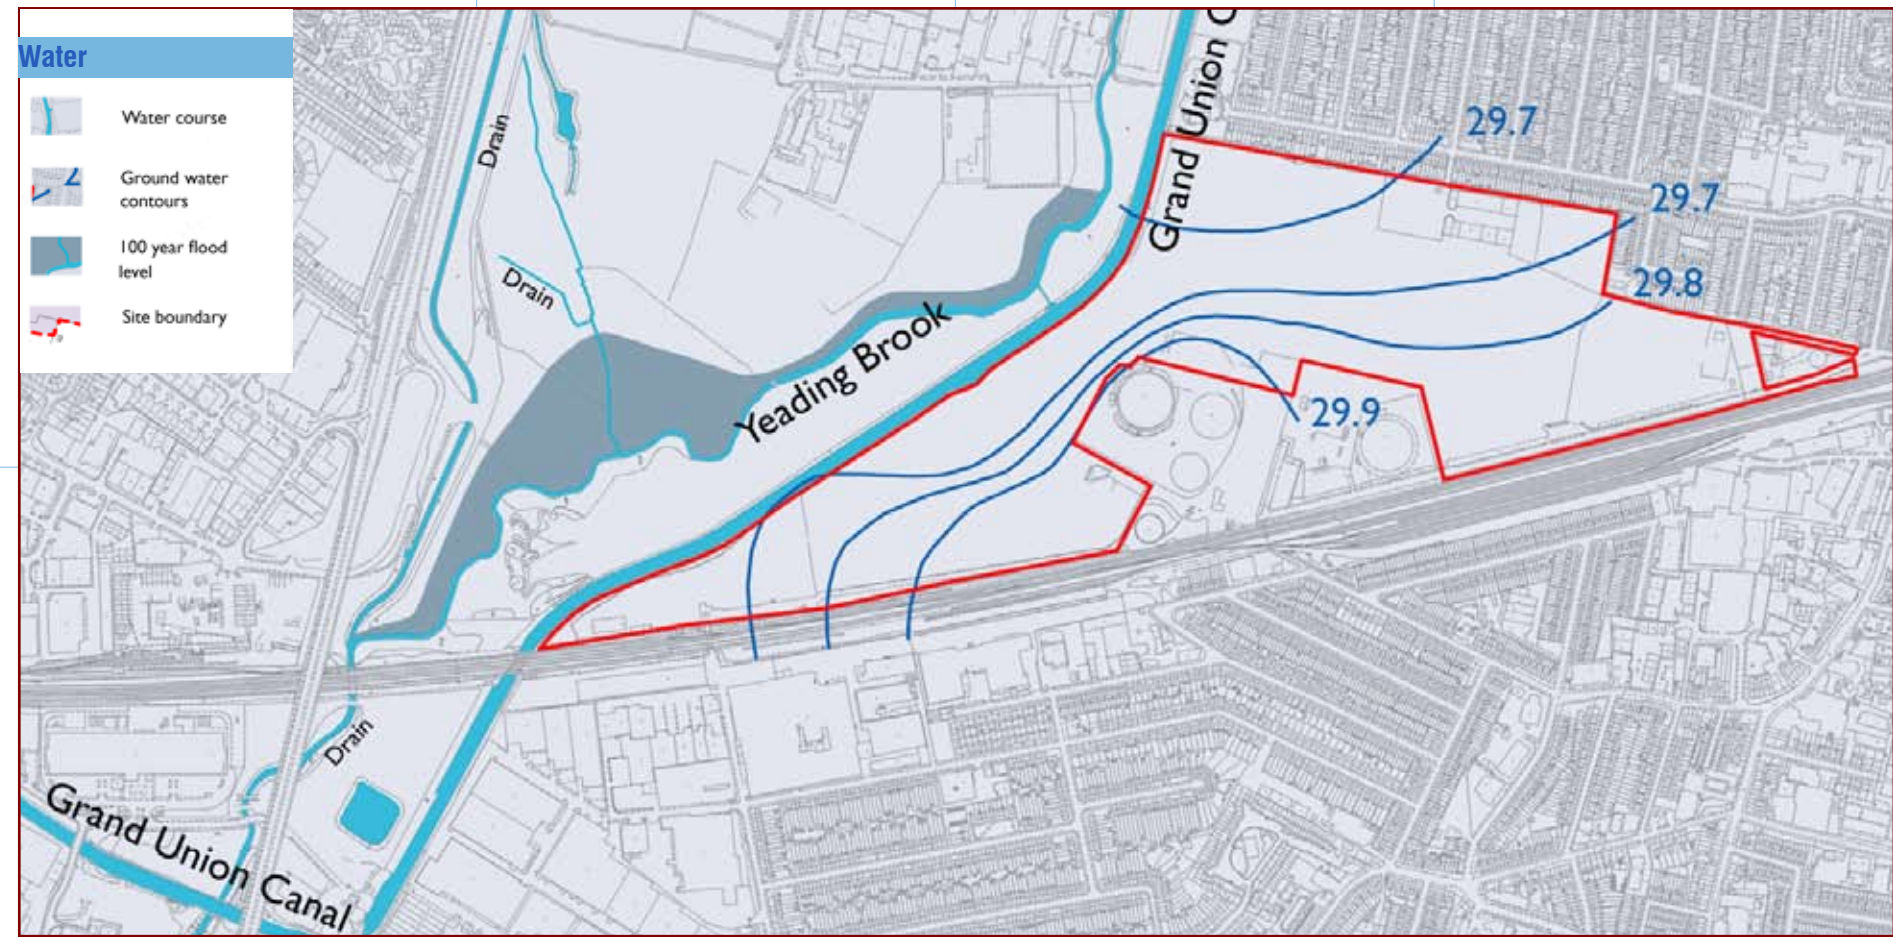 Water
Water course
Ground water
contours
100 year flood
level
Site boundary
Drain
Drain
Grand Union C
29.7
29.7
29.8
29.9
Yeading Brook
Drain
Grand Union Canal